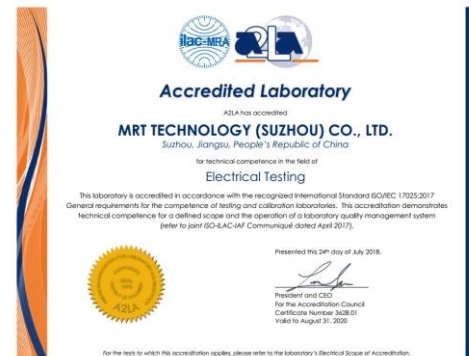 ilac-MRA
A2LA
Accredited Laboratory
A2LA has accredited
MRT TECHNOLOGY (SUZHOU) CO., LTD.
Suzhou, Jiangsu, People's Republic of China
for technical competence in the field of
Electrical Testing
This laboratory is accredited in accordance with the recognized International Standard ISO/IEC 17025:2017
General requirements for the competence of testing and calibration laboratories. This accreditation demonstrates
technical competence for a defined scope and the operation of a laboratory quality management system
(refer to joint ISO-ILAC-IAF Communiqué dated April 2017).
Presented this 24th day of July 2018.
President and CEO
For the Accreditation Council
Certificate Number 3628.01
Valid to August 31, 2020
SEAL
1978
A2LA
For the tests to which this accreditation applies, please refer to the laboratory's Electrical Scope of Accreditation.